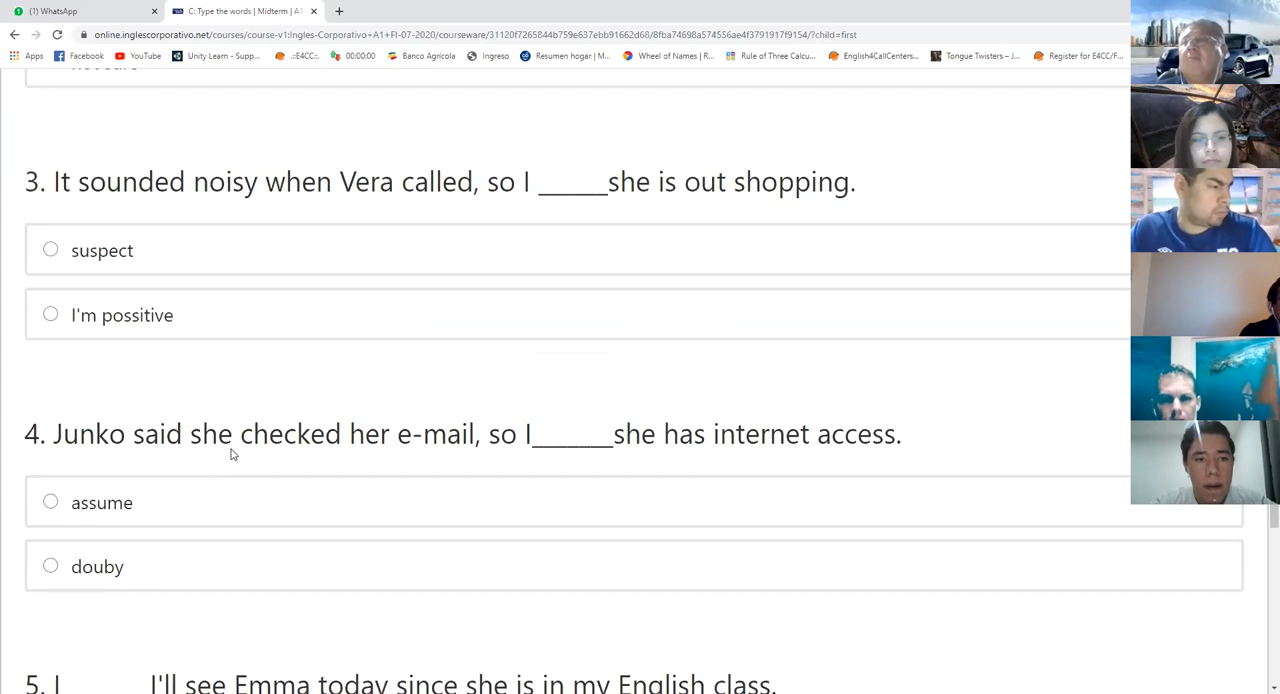 (1) WhatsApp
C: Type the words | Midterm | A1
online.inglescorporativo.net/courses/course-v1:Ingles-Corporativo+A1+FI-07-2020/courseware/31120f7265844b759e637ebb91662d68/8fba74698a574556ae4f3791917f9154/?child=first
Apps Facebook YouTube Unity Learn - Supp... .:E4CC:. 00:00:00 Banco Agrícola Ingreso Resumen hogar | M... Wheel of Names | R... Rule of Three Calcu... English4CallCenters... Tongue Twisters – J... Register for E4CC/F...
3. It sounded noisy when Vera called, so I ______she is out shopping.
suspect
I'm possitive
4. Junko said she checked her e-mail, so I_______she has internet access.
assume
douby
5. I_______I'll see Emma today since she is in my English class.